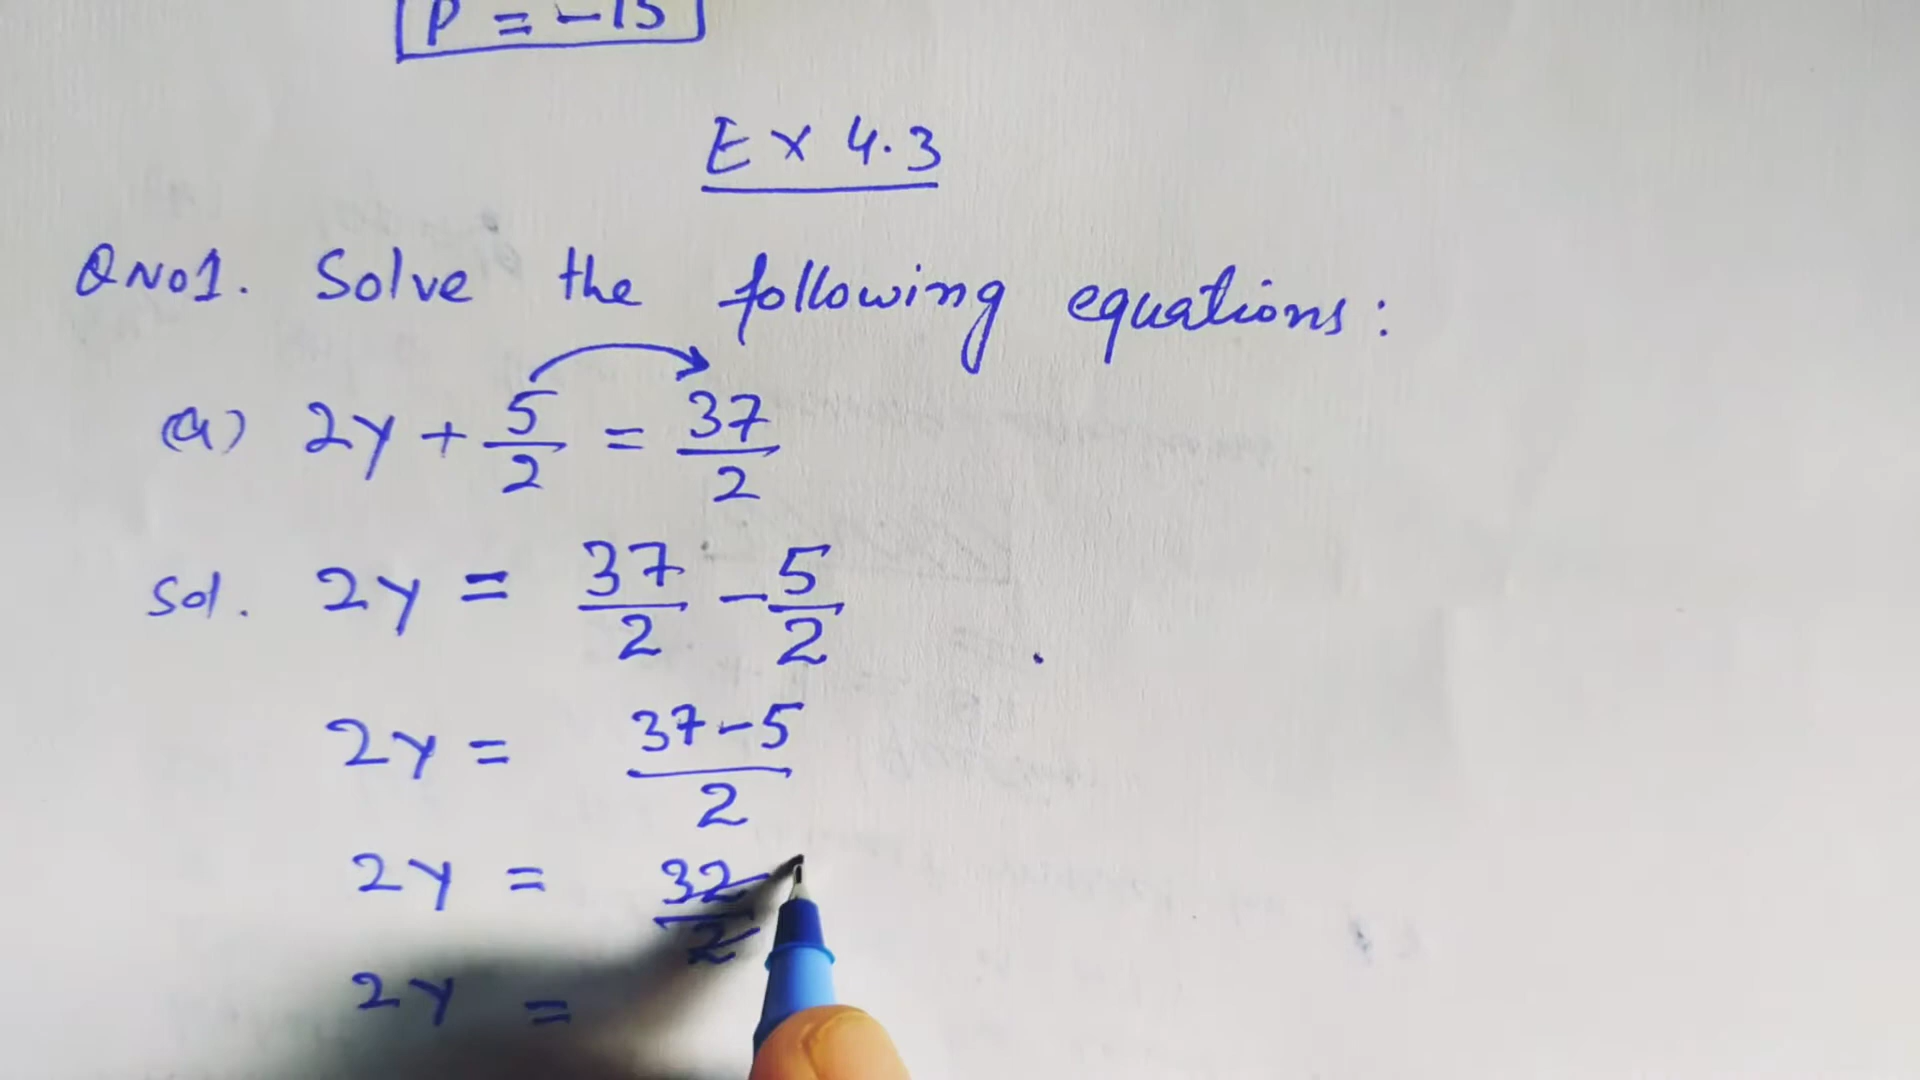 P = -15
Ex 4.3
QNo1. Solve the following equations:
(a) 2y + 5/2 = 37/2
Sol. 2y = 37/2 - 5/2
2y = 37-5/2
2y = 32/2
2y =